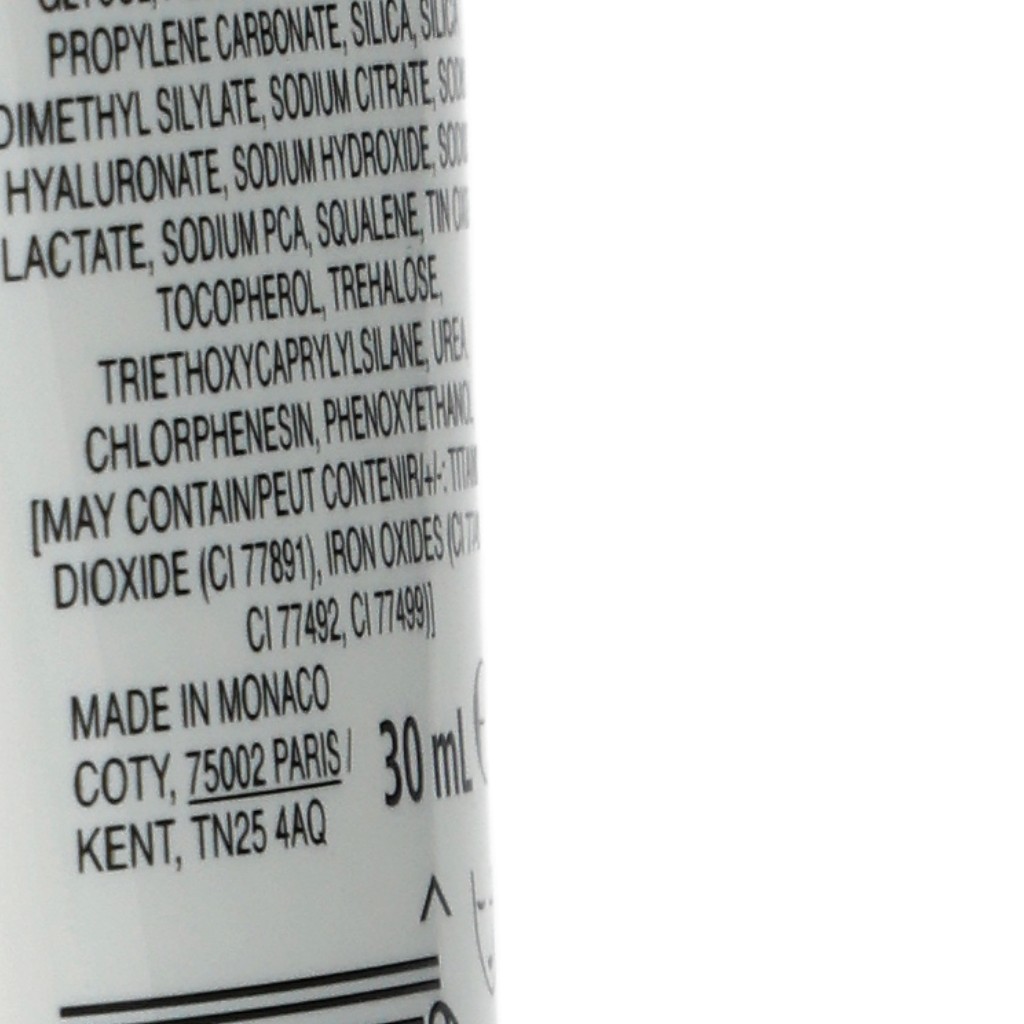 PROPYLENE CARBONATE, SILICA,
DIMETHYL SILYLATE, SODIUM CITRATE,
HYALURONATE, SODIUM HYDROXIDE,
LACTATE, SODIUM PCA, SQUALENE, TIN
TOCOPHEROL, TREHALOSE,
TRIETHOXYCAPRYLYLSILANE, UREA
CHLORPHENESIN, PHENOXYETHANOL
[MAY CONTAIN/PEUT CONTENIR/+/-:
DIOXIDE (CI 77891), IRON OXIDES (CI
CI 77492, CI 77499)]
MADE IN MONACO
COTY, 75002 PARIS /
KENT, TN25 4AQ
30 mL